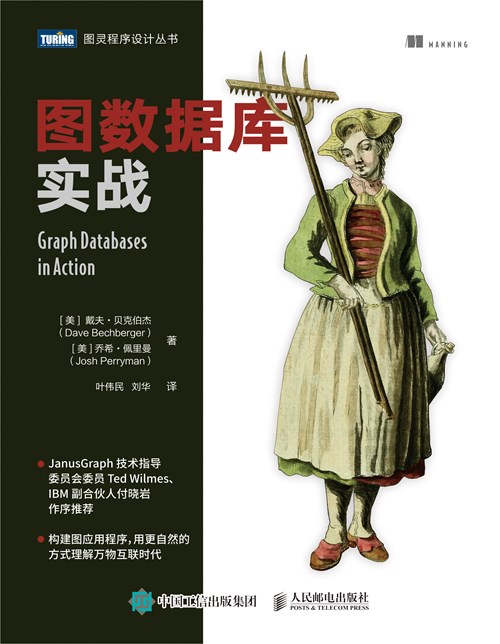 TURING 图灵程序设计丛书
MANNING
图数据库
实战
Graph Databases
in Action
［美］戴夫·贝克伯杰
（Dave Bechberger）
［美］乔希·佩里曼
（Josh Perryman）
著
叶伟民 刘华 译
● JanusGraph 技术指导
委员会委员 Ted Wilmes、
IBM 副合伙人付晓岩
作序推荐
● 构建图应用程序，用更自然的
方式理解万物互联时代
中国工信出版集团
人民邮电出版社
POSTS & TELECOM PRESS